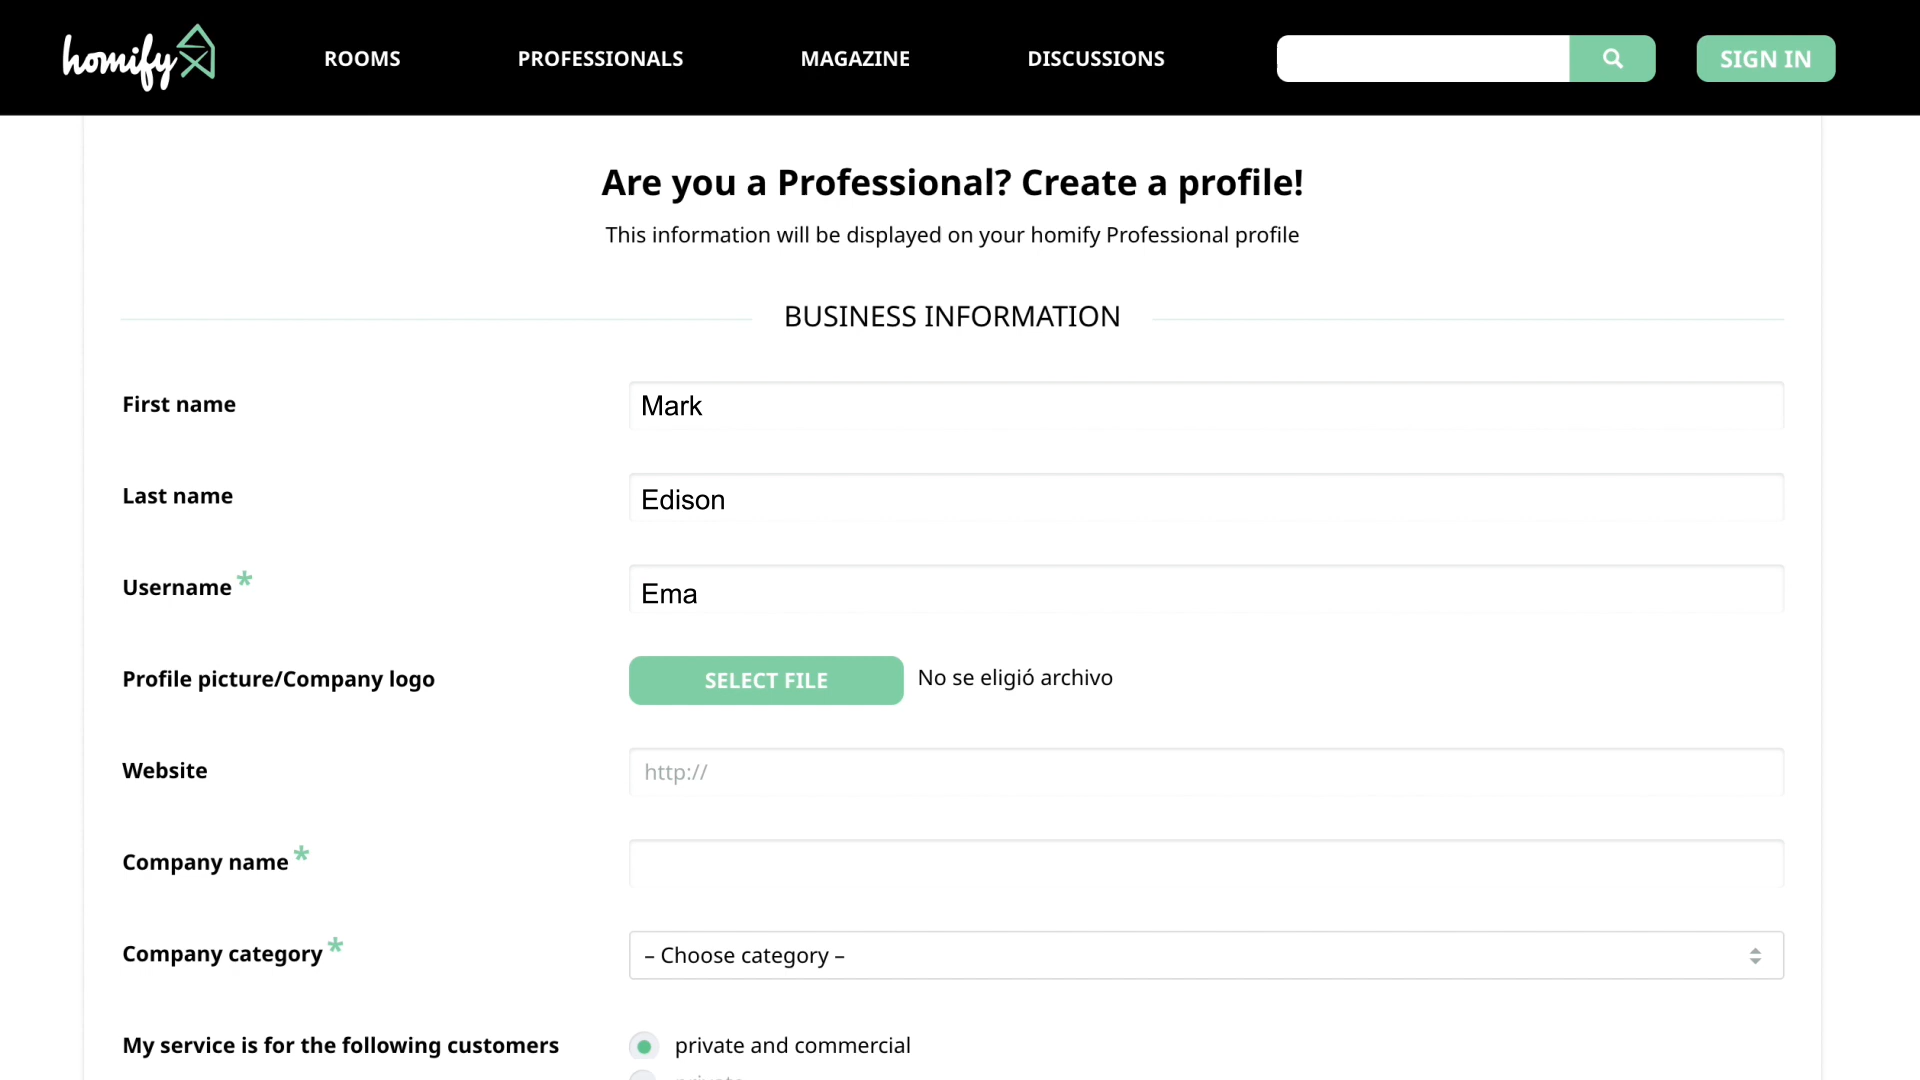 homify ROOMS PROFESSIONALS MAGAZINE DISCUSSIONS SIGN IN
Are you a Professional? Create a profile!
This information will be displayed on your homify Professional profile
BUSINESS INFORMATION
First name Mark
Last name Edison
Username * Ema
Profile picture/Company logo SELECT FILE No se eligió archivo
Website http://
Company name *
Company category * – Choose category –
My service is for the following customers private and commercial
private